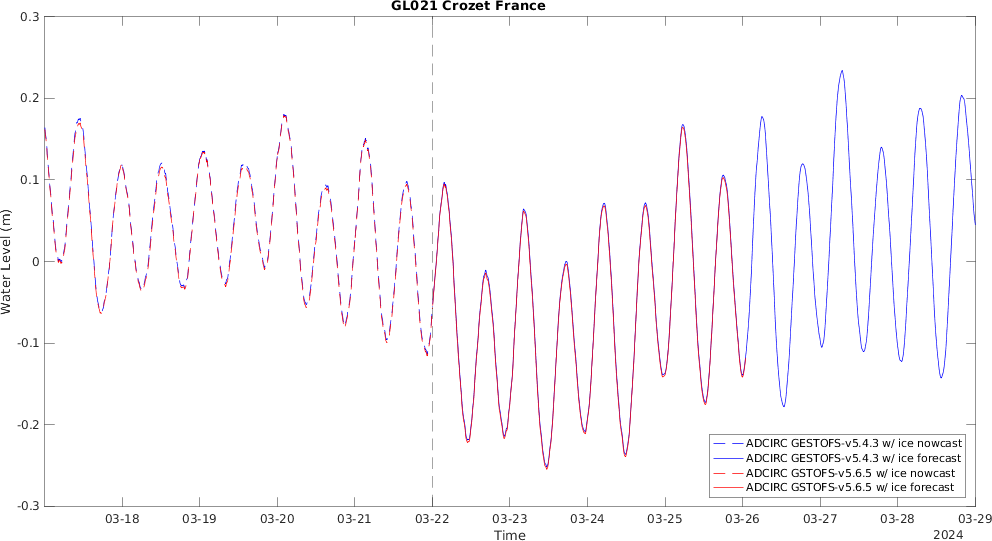 GL021 Crozet France
0.3
0.2
0.1
0
-0.1
-0.2
-0.3
Water Level (m)
03-18 03-19 03-20 03-21 03-22 03-23 03-24 03-25 03-26 03-27 03-28 03-29
Time
2024
ADCIRC GESTOFS-v5.4.3 w/ ice nowcast
ADCIRC GESTOFS-v5.4.3 w/ ice forecast
ADCIRC GSTOFS-v5.6.5 w/ ice nowcast
ADCIRC GSTOFS-v5.6.5 w/ ice forecast